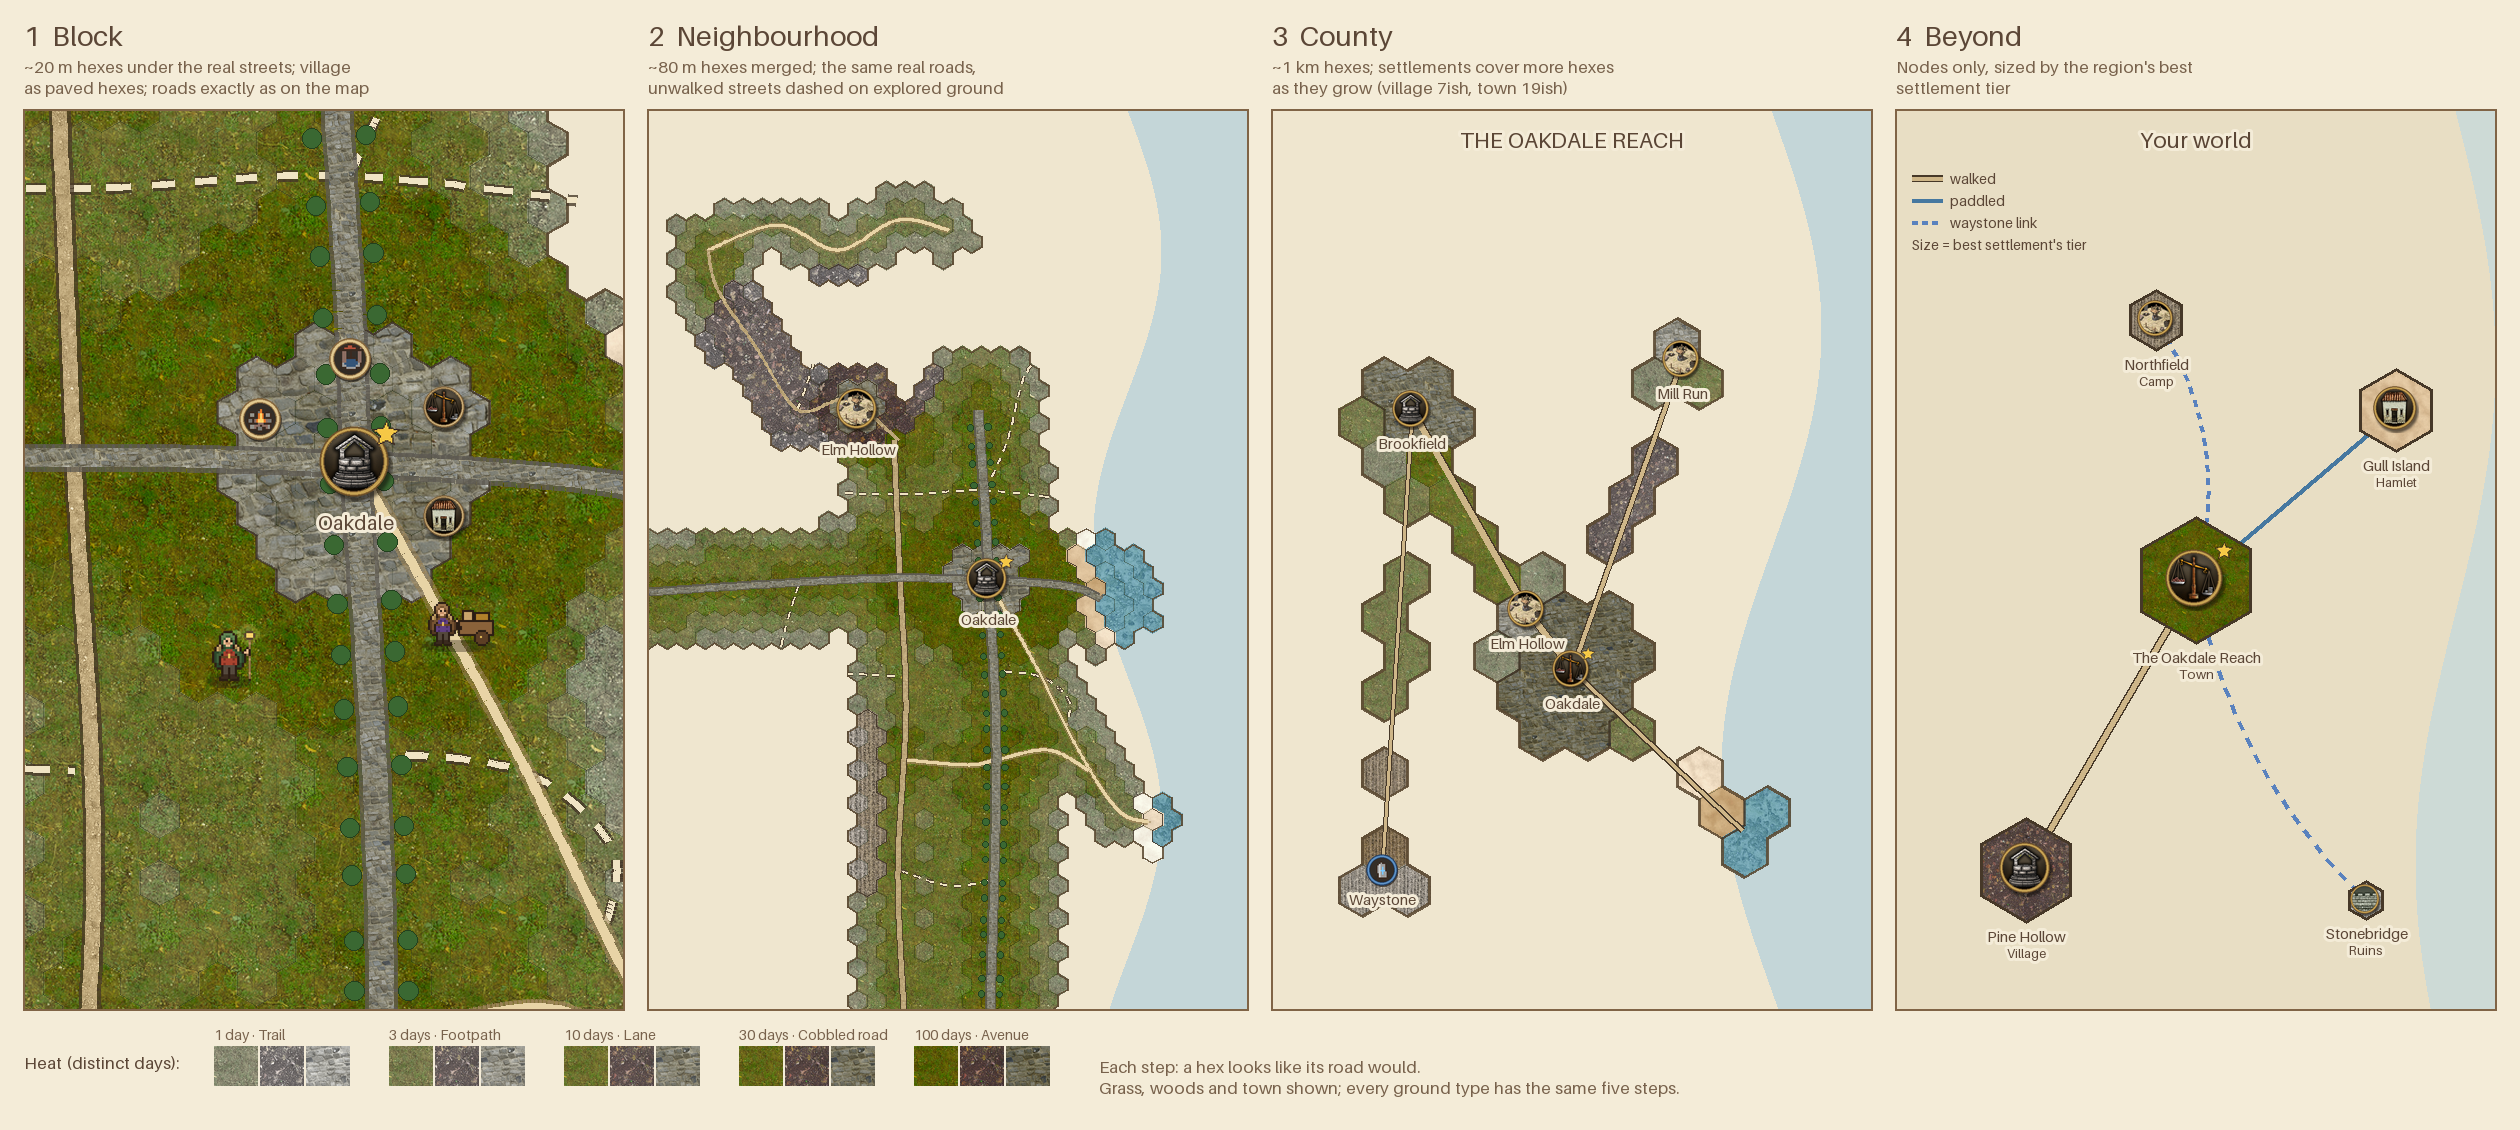 1 Block
~20 m hexes under the real streets; village
as paved hexes; roads exactly as on the map
Oakdale
2 Neighbourhood
~80 m hexes merged; the same real roads,
unwalked streets dashed on explored ground
Elm Hollow
Oakdale
3 County
~1 km hexes; settlements cover more hexes
as they grow (village 7ish, town 19ish)
THE OAKDALE REACH
Mill Run
Brookfield
Elm Hollow
Oakdale
Waystone
4 Beyond
Nodes only, sized by the region's best
settlement tier
Your world
walked
paddled
waystone link
Size = best settlement's tier
Northfield
Camp
Gull Island
Hamlet
The Oakdale Reach
Town
Pine Hollow
Village
Stonebridge
Ruins
Heat (distinct days):
1 day · Trail
3 days · Footpath
10 days · Lane
30 days · Cobbled road
100 days · Avenue
Each step: a hex looks like its road would.
Grass, woods and town shown; every ground type has the same five steps.